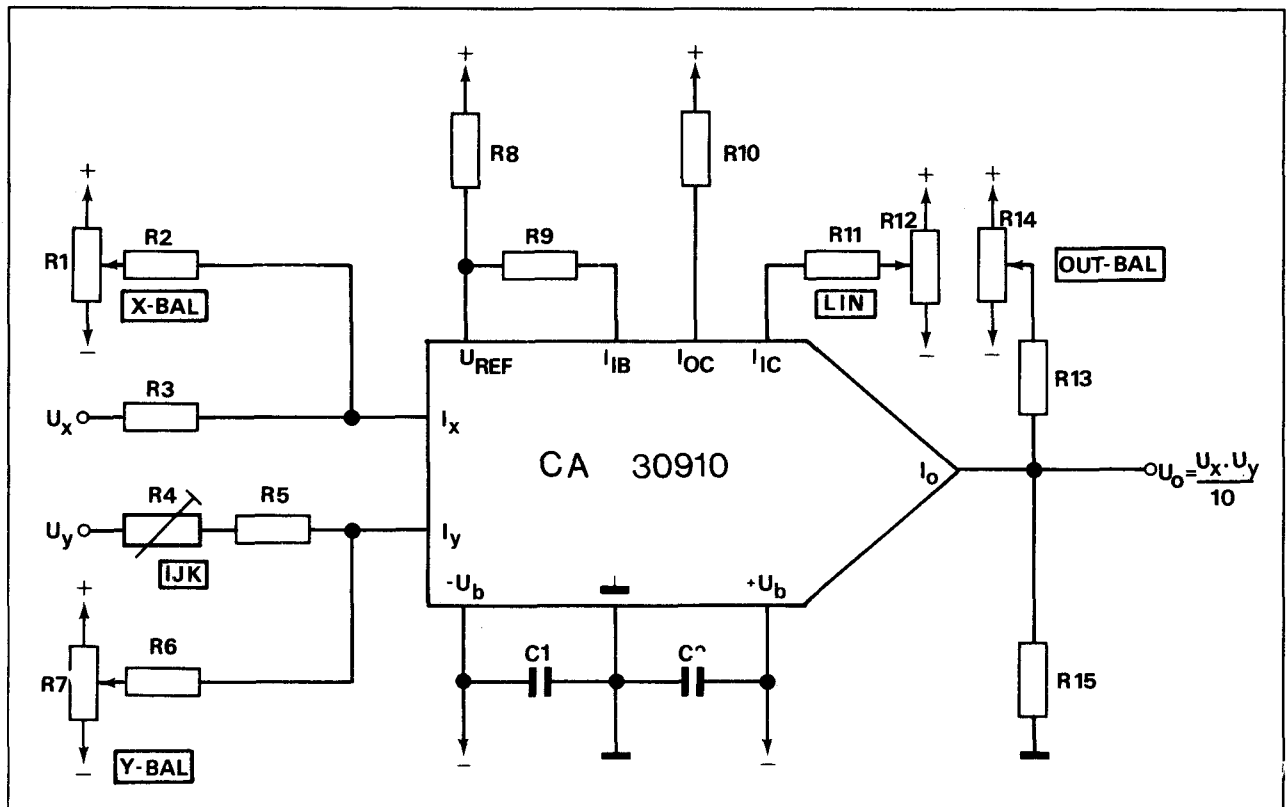 +
+
R8
R10
+
+
+
R1
R2
R9
R11
R12
R14
X-BAL
LIN
OUT-BAL
−
−
−
U_REF
I_IB
I_OC
I_IC
R13
U_x
R3
I_x
CA 30910
I_o
U_o = U_x . U_y / 10
U_y
R4
R5
I_y
IJK
-U_b
+U_b
+
R6
R7
C1
R15
−
Y-BAL
−
−